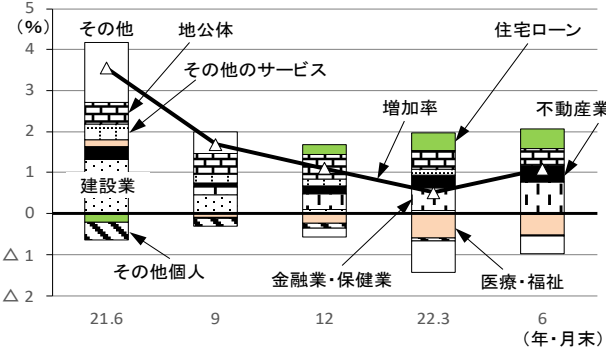 5
(%)
4
3
2
1
0
△ 1
△ 2
その他
地公体
その他のサービス
建設業
その他個人
増加率
住宅ローン
不動産業
金融業・保健業
医療・福祉
21.6
9
12
22.3
6
(年・月末)